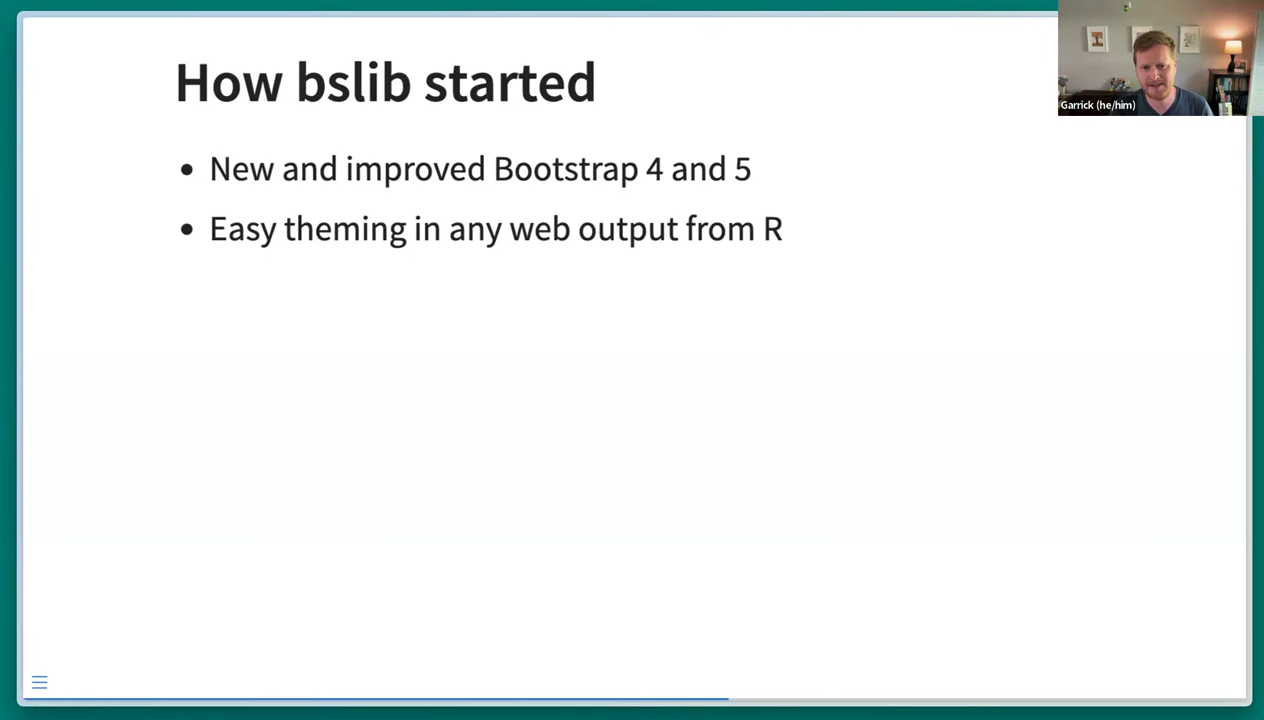 How bslib started
Garrick (he/him)
• New and improved Bootstrap 4 and 5
• Easy theming in any web output from R